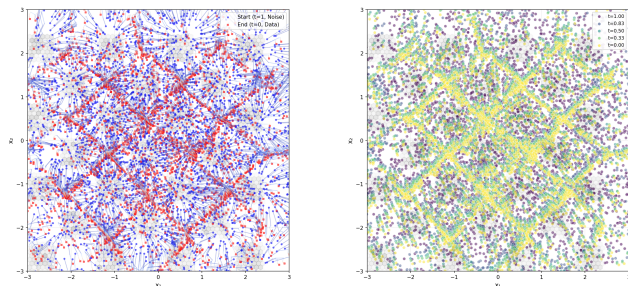 Start (t=1, Noise)
End (t=0, Data)
3
2
1
0
−1
−2
−3
x₂
−3
−2
−1
0
1
2
3
x₁
t=1.00
t=0.83
t=0.50
t=0.33
t=0.00
3
2
1
0
−1
−2
−3
x₂
−3
−2
−1
0
1
2
3
x₁